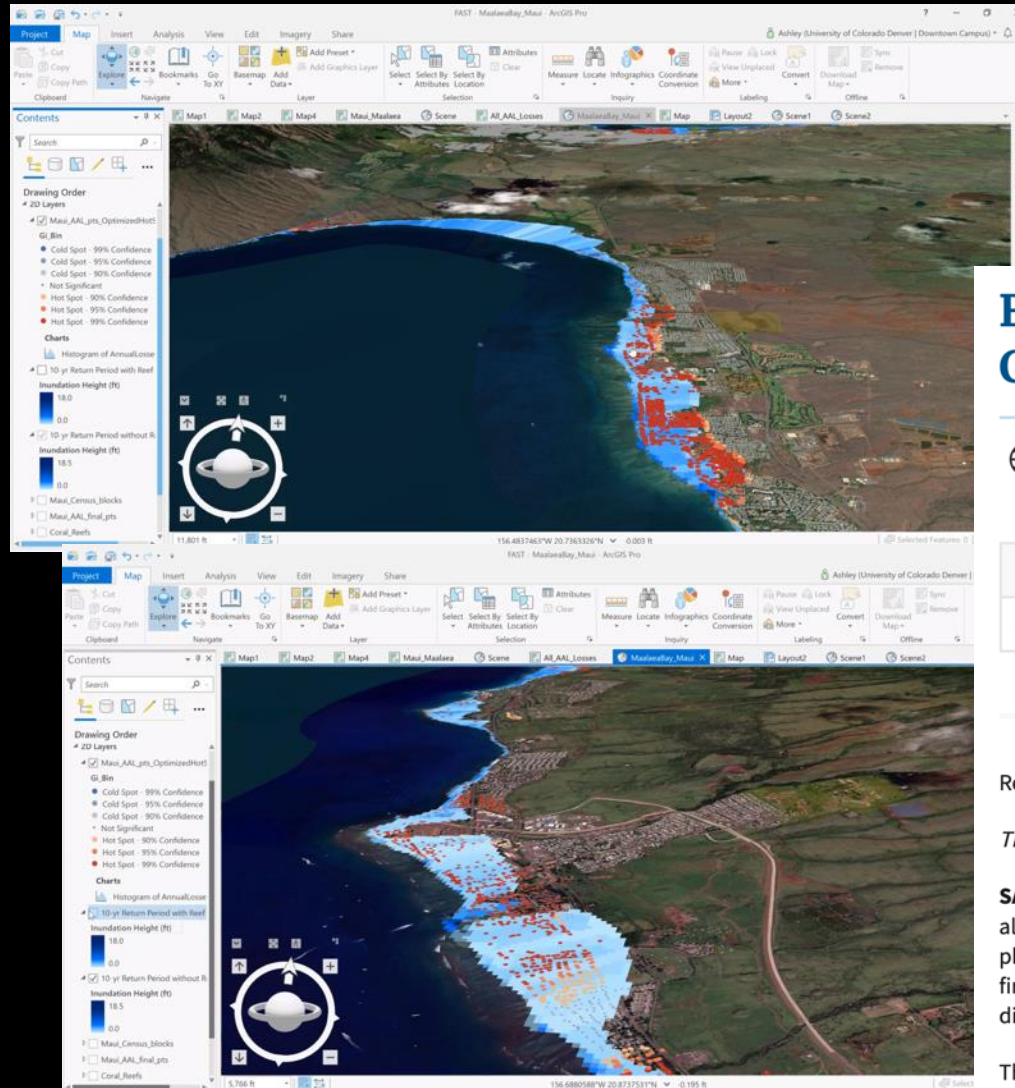 FAST - MaalaeaBay_Maui - ArcGIS Pro
Project Map Insert Analysis View Edit Imagery Share
Ashley (University of Colorado Denver | Downtown Campus)
Paste
Cut
Copy
Copy Path
Clipboard
Explore
Bookmarks
Go To XY
Navigate
Basemap
Add Data
Add Preset
Add Graphics Layer
Layer
Select
Select By Attributes
Select By Location
Attributes
Clear
Selection
Measure
Locate
Infographics
Coordinate Conversion
Inquiry
Pause
Lock
View Unplaced
More
Convert
Labeling
Download Map
Sync
Remove
Offline
Contents
Map1 Map2 Map4 Maui_Maalaea Scene All_AAL_Losses MaalaeaBay_Maui Map Layout2 Scene1 Scene2
Search
Drawing Order
2D Layers
Maui_AAL_pts_OptimizedHotS
Gi_Bin
Cold Spot - 99% Confidence
Cold Spot - 95% Confidence
Cold Spot - 90% Confidence
Not Significant
Hot Spot - 90% Confidence
Hot Spot - 95% Confidence
Hot Spot - 99% Confidence
Charts
Histogram of AnnualLosse
10-yr Return Period with Reef
Inundation Height (ft)
18.0
0.0
10-yr Return Period without R
Inundation Height (ft)
18.5
0.0
Maui_Census_blocks
Maui_AAL_final_pts
Coral_Reefs
11,801 ft
156.4837463°W 20.7363326°N
0.003 ft
Selected Features: 0
FAST - MaalaeaBay_Maui - ArcGIS Pro
Project Map Insert Analysis View Edit Imagery Share
Ashley (University of Colorado Denver |
Paste
Cut
Copy
Copy Path
Clipboard
Explore
Bookmarks
Go To XY
Navigate
Basemap
Add Data
Add Preset
Add Graphics Layer
Layer
Select
Select By Attributes
Select By Location
Attributes
Clear
Selection
Measure
Locate
Infographics
Coordinate Conversion
Inquiry
Pause
Lock
View Unplaced
More
Convert
Labeling
Download Map
Sync
Remove
Offline
Contents
Map1 Map2 Map4 Maui_Maalaea Scene All_AAL_Losses MaalaeaBay_Maui Map Layout2 Scene1 Scene2
Search
Drawing Order
2D Layers
Maui_AAL_pts_OptimizedHotS
Gi_Bin
Cold Spot - 99% Confidence
Cold Spot - 95% Confidence
Cold Spot - 90% Confidence
Not Significant
Hot Spot - 90% Confidence
Hot Spot - 95% Confidence
Hot Spot - 99% Confidence
Charts
Histogram of AnnualLosse
10-yr Return Period with Reef
Inundation Height (ft)
18.0
0.0
10-yr Return Period without R
Inundation Height (ft)
18.5
0.0
Maui_Census_blocks
Maui_AAL_final_pts
Coral_Reefs
5,766 ft
156.6880588°W 20.8737531°N
-0.195 ft
Select